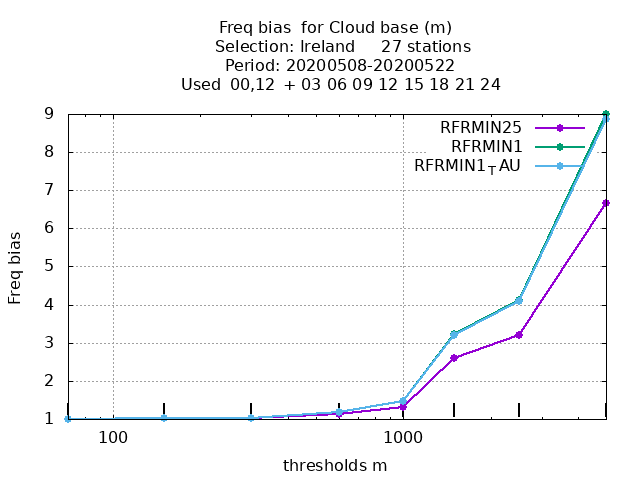 Freq bias  for Cloud base (m)
Selection: Ireland     27 stations
Period: 20200508-20200522
Used  00,12  + 03 06 09 12 15 18 21 24
9
8
7
6
5
4
3
2
1
Freq bias
RFRMIN25
RFRMIN1
RFRMIN1TAU
100
1000
thresholds m